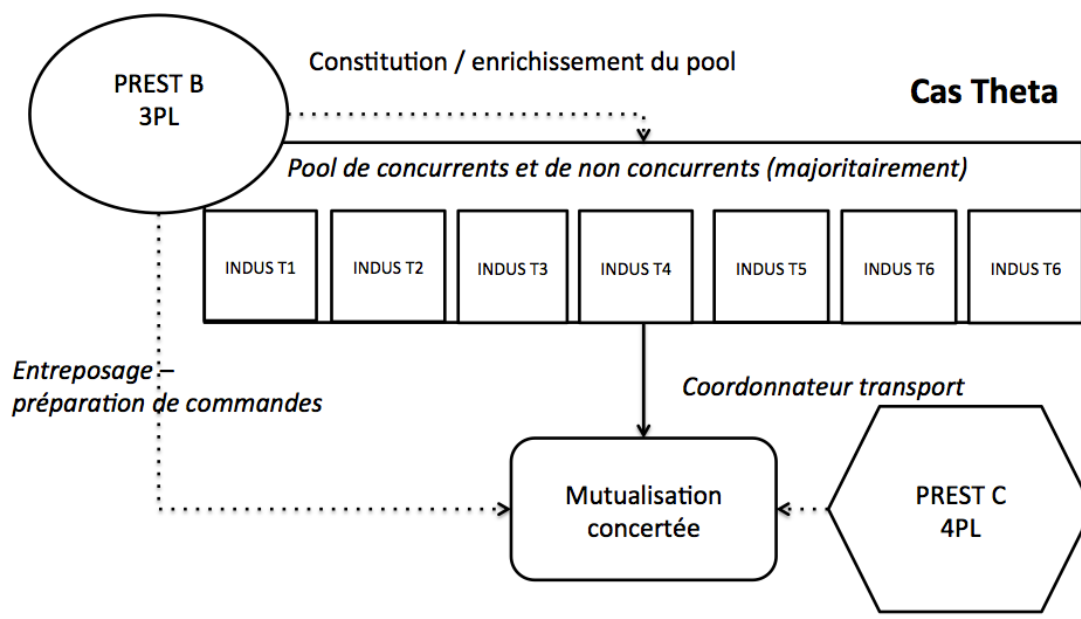 PREST B
3PL
Constitution / enrichissement du pool
Cas Theta
Pool de concurrents et de non concurrents (majoritairement)
INDUS T1
INDUS T2
INDUS T3
INDUS T4
INDUS T5
INDUS T6
INDUS T6
Entreposage –
préparation de commandes
Coordonnateur transport
Mutualisation
concertée
PREST C
4PL